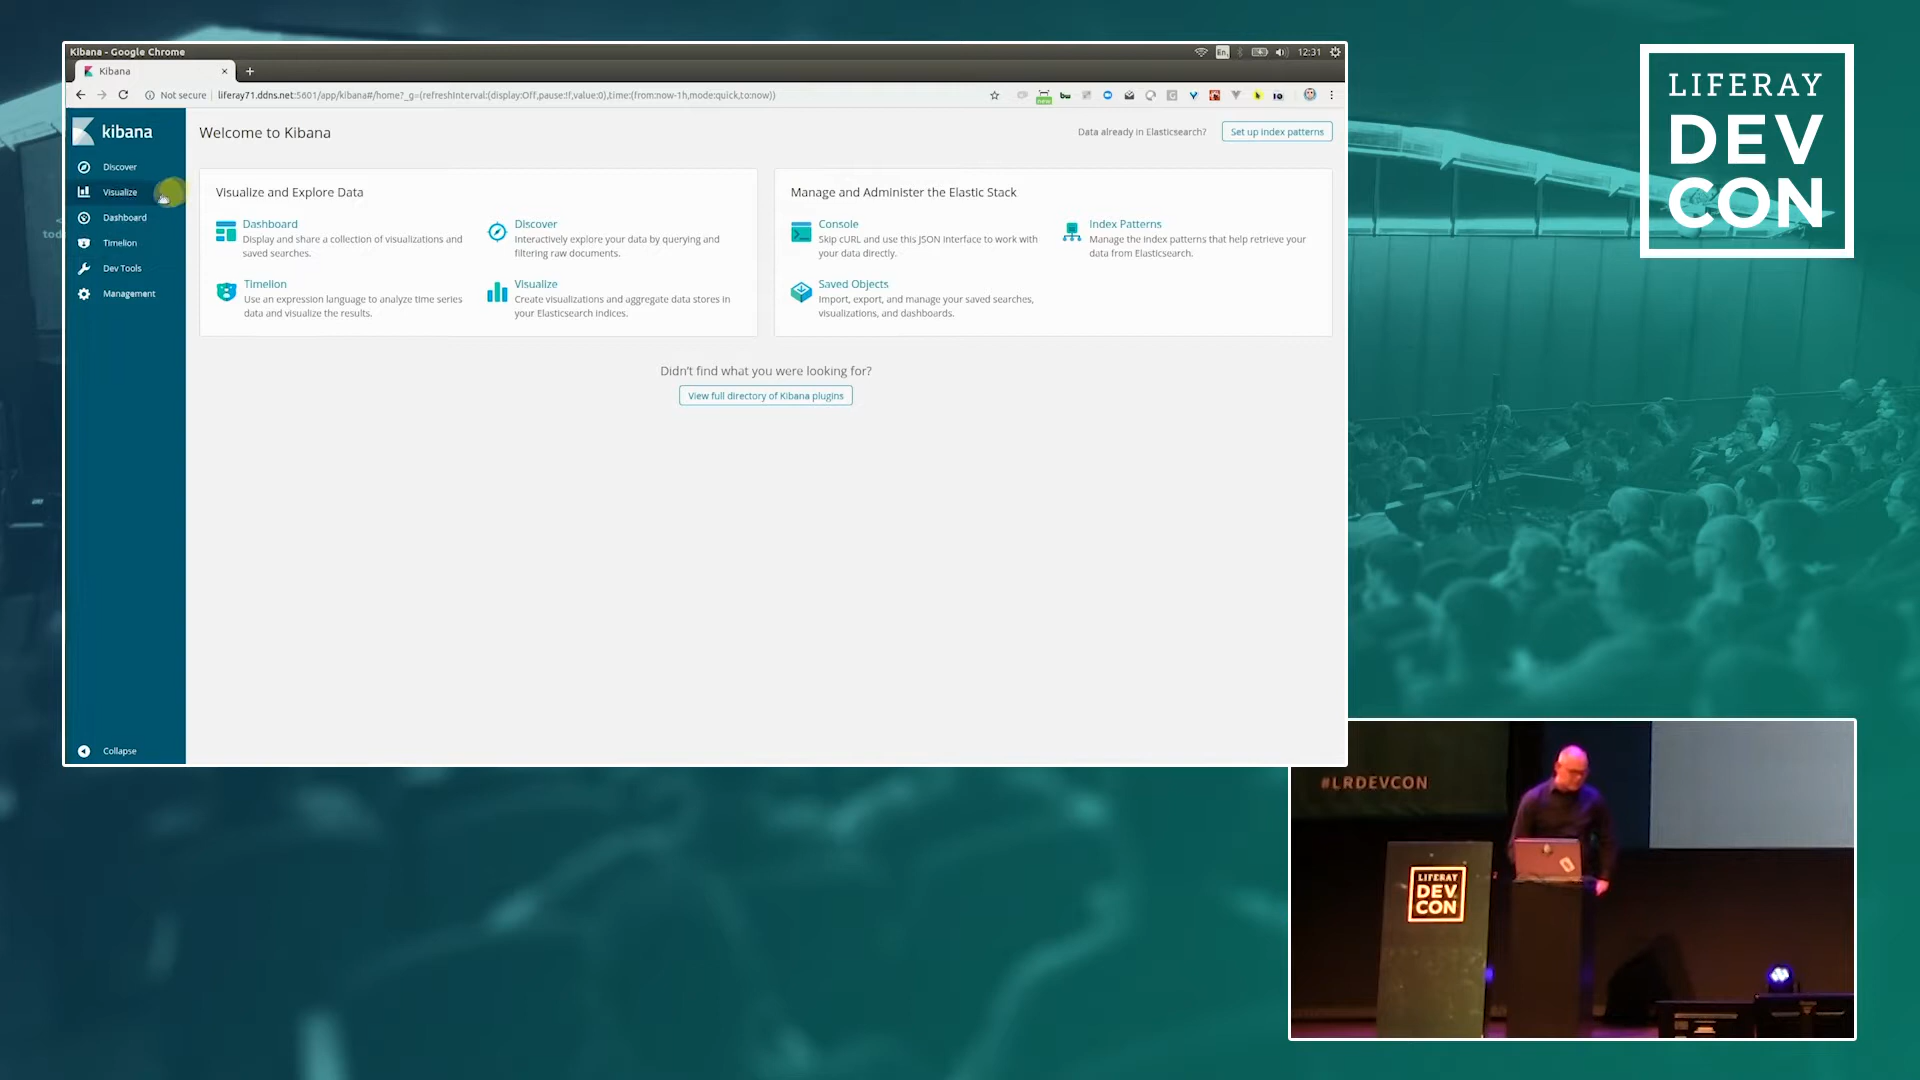 Kibana - Google Chrome
En
12:31
Kibana
Not secure
liferay71.ddns.net:5601/app/kibana#/home?_g=(refreshInterval:(display:Off,pause:!f,value:0),time:(from:now-1h,mode:quick,to:now))
kibana
Discover
Visualize
Dashboard
Timelion
Dev Tools
Management
Collapse
Welcome to Kibana
Data already in Elasticsearch?
Set up index patterns
Visualize and Explore Data
Dashboard
Display and share a collection of visualizations and
saved searches.
Discover
Interactively explore your data by querying and
filtering raw documents.
Timelion
Use an expression language to analyze time series
data and visualize the results.
Visualize
Create visualizations and aggregate data stores in
your Elasticsearch indices.
Manage and Administer the Elastic Stack
Console
Skip cURL and use this JSON interface to work with
your data directly.
Index Patterns
Manage the index patterns that help retrieve your
data from Elasticsearch.
Saved Objects
Import, export, and manage your saved searches,
visualizations, and dashboards.
Didn't find what you were looking for?
View full directory of Kibana plugins
LIFERAY
DEV
CON
#LRDEVCON
LIFERAY
DEV
CON